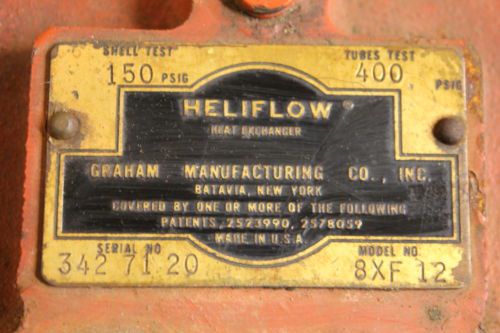 SHELL TEST TUBES TEST
150 PSIG 400 PSIG
HELIFLOW®
HEAT EXCHANGER
GRAHAM MANUFACTURING CO., INC.
BATAVIA, NEW YORK
COVERED BY ONE OR MORE OF THE FOLLOWING
PATENTS, 2523990, 2578059
MADE IN U.S.A.
SERIAL NO MODEL NO
342 71 20 8XF 12